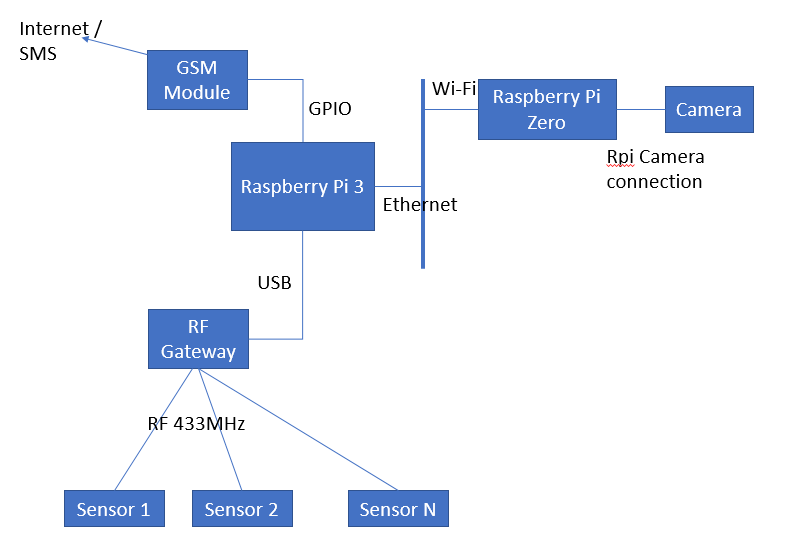 Internet /
SMS
GSM
Module
GPIO
Wi-Fi
Raspberry Pi
Zero
Camera
Rpi Camera
connection
Raspberry Pi 3
Ethernet
USB
RF
Gateway
RF 433MHz
Sensor 1
Sensor 2
Sensor N